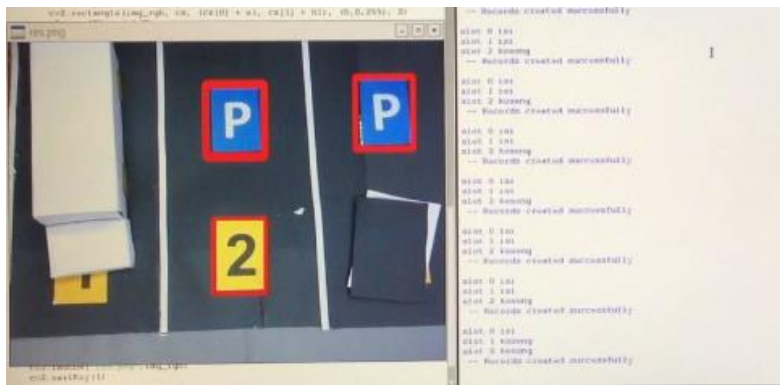 cv2.rectangle(img_rgb, cx, (cx[0] + w1, cx[1] + h1), (0,0,255), 2)
res.png
P
P
2
1
cv2.waitKey(1)
-- Records created successfully
slot 0 isi
slot 1 isi
slot 2 kosong
-- Records created successfully
slot 0 isi
slot 1 isi
slot 2 kosong
-- Records created successfully
slot 0 isi
slot 1 isi
slot 2 kosong
-- Records created successfully
slot 0 isi
slot 1 isi
slot 2 kosong
-- Records created successfully
slot 0 isi
slot 1 isi
slot 2 kosong
-- Records created successfully
slot 0 isi
slot 1 isi
slot 2 kosong
-- Records created successfully
slot 0 isi
slot 1 kosong
slot 2 kosong
-- Records created successfully